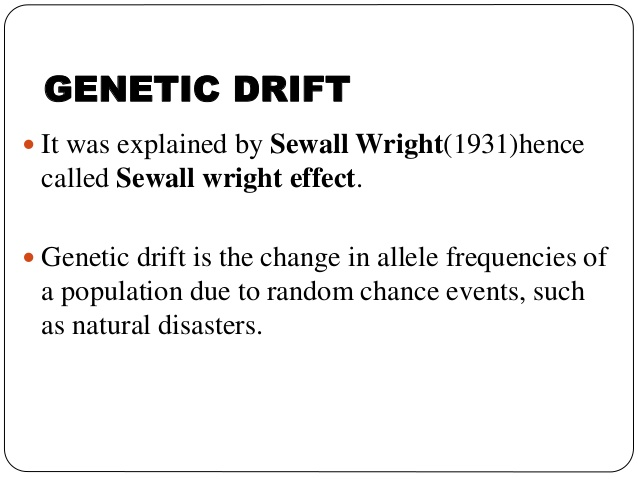 GENETIC DRIFT
It was explained by Sewall Wright(1931)hence
called Sewall wright effect.
Genetic drift is the change in allele frequencies of
a population due to random chance events, such
as natural disasters.